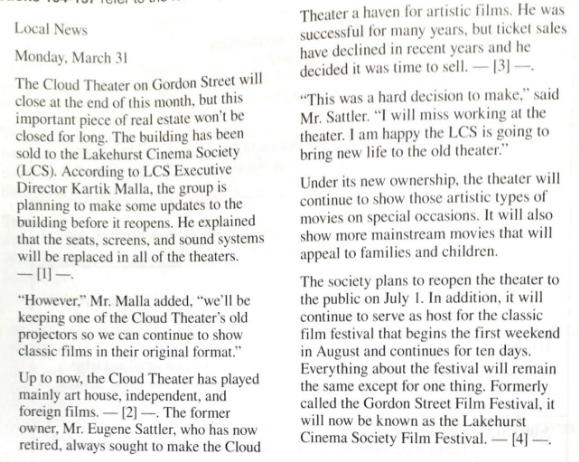 Local News
Monday, March 31
The Cloud Theater on Gordon Street will
close at the end of this month, but this
important piece of real estate won't be
closed for long. The building has been
sold to the Lakehurst Cinema Society
(LCS). According to LCS Executive
Director Kartik Malla, the group is
planning to make some updates to the
building before it reopens. He explained
that the seats, screens, and sound systems
will be replaced in all of the theaters.
— [1] —.
“However,” Mr. Malla added, “we’ll be
keeping one of the Cloud Theater’s old
projectors so we can continue to show
classic films in their original format.”
Up to now, the Cloud Theater has played
mainly art house, independent, and
foreign films. — [2] —. The former
owner, Mr. Eugene Sattler, who has now
retired, always sought to make the Cloud
Theater a haven for artistic films. He was
successful for many years, but ticket sales
have declined in recent years and he
decided it was time to sell. — [3] —.
“This was a hard decision to make,” said
Mr. Sattler. “I will miss working at the
theater. I am happy the LCS is going to
bring new life to the old theater.”
Under its new ownership, the theater will
continue to show those artistic types of
movies on special occasions. It will also
show more mainstream movies that will
appeal to families and children.
The society plans to reopen the theater to
the public on July 1. In addition, it will
continue to serve as host for the classic
film festival that begins the first weekend
in August and continues for ten days.
Everything about the festival will remain
the same except for one thing. Formerly
called the Gordon Street Film Festival, it
will now be known as the Lakehurst
Cinema Society Film Festival. — [4] —.